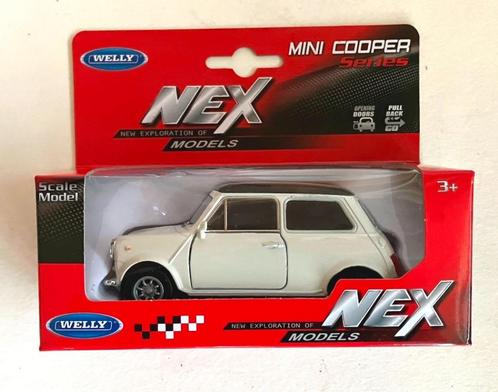 WELLY
MINI COOPER
Series
NEX
NEW EXPLORATION OF
MODELS
OPENING
DOORS
PULL
BACK
GO
Scale
Model
3+
WELLY
NEX
NEW EXPLORATION OF
MODELS